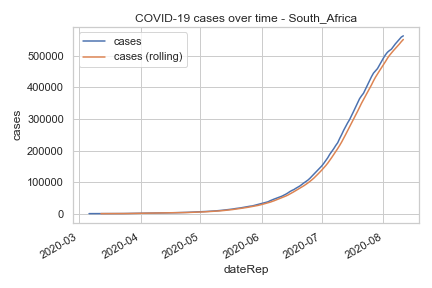 COVID-19 cases over time - South_Africa
cases
cases (rolling)
500000
400000
300000
200000
100000
0
cases
2020-03
2020-04
2020-05
2020-06
2020-07
2020-08
dateRep